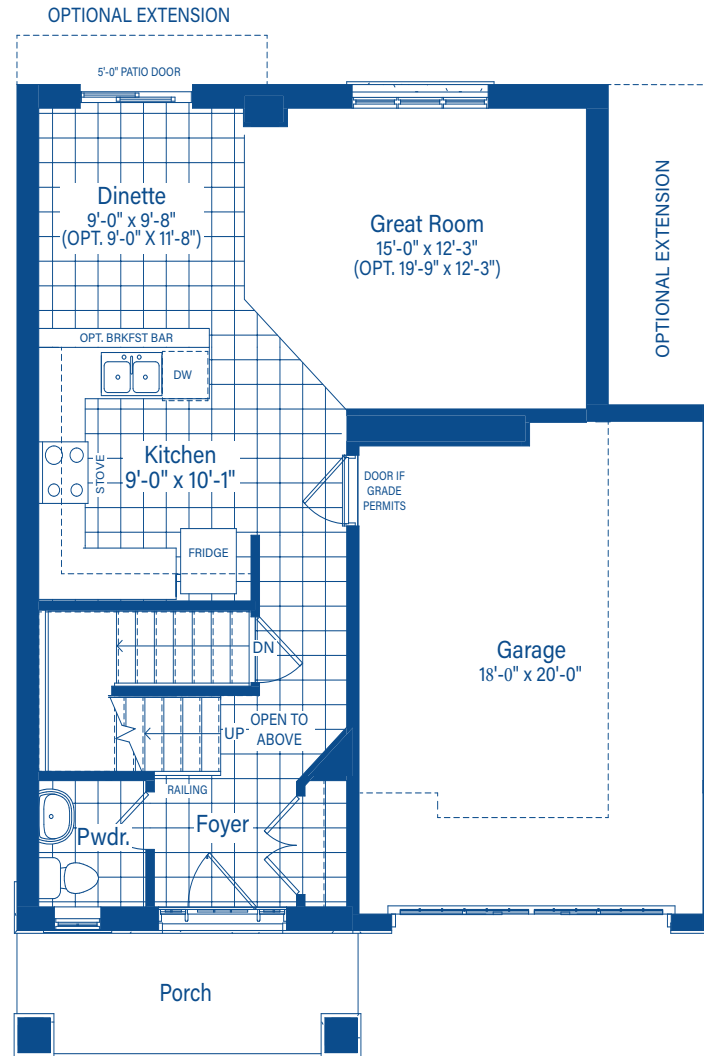 OPTIONAL EXTENSION
5'-0" PATIO DOOR
Dinette
9'-0" x 9'-8"
(OPT. 9'-0" X 11'-8")
Great Room
15'-0" x 12'-3"
(OPT. 19'-9" x 12'-3")
OPTIONAL EXTENSION
OPT. BRKFST BAR
DW
STOVE
Kitchen
9'-0" x 10'-1"
DOOR IF
GRADE
PERMITS
FRIDGE
DN
Garage
18'-0" x 20'-0"
UP
OPEN TO
ABOVE
RAILING
Pwdr.
Foyer
Porch